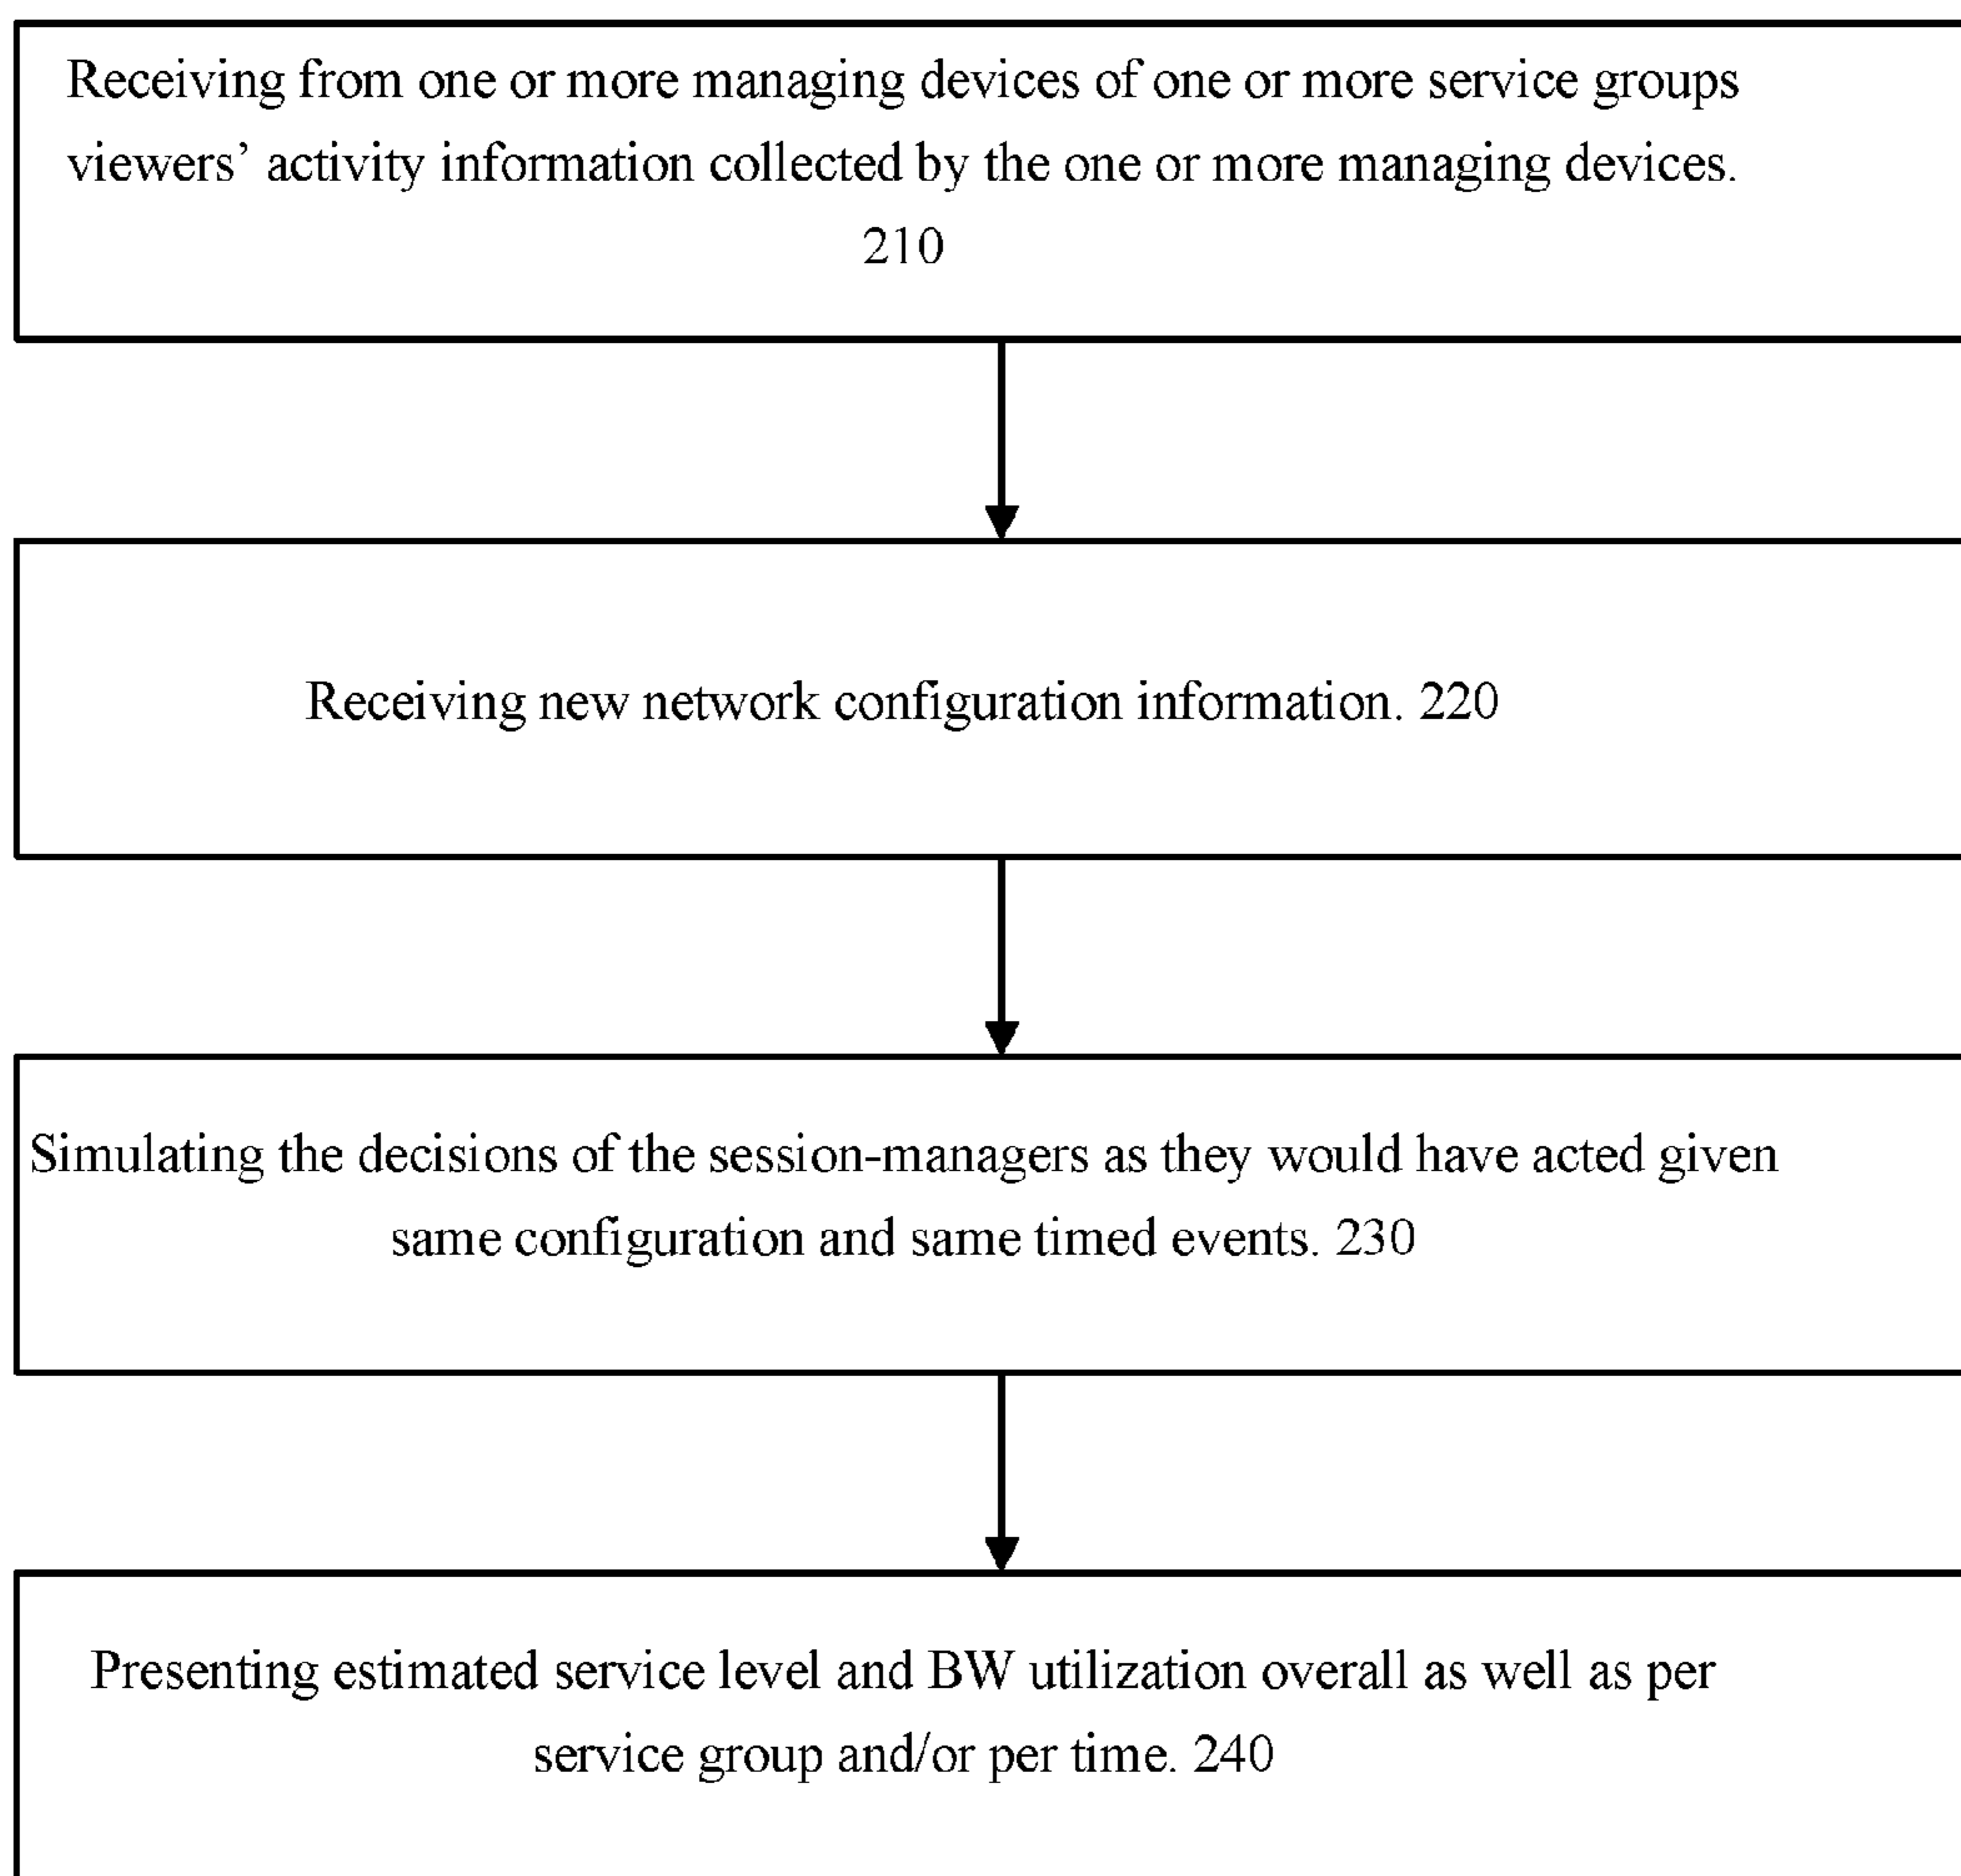 Receiving from one or more managing devices of one or more service groups
viewers’ activity information collected by the one or more managing devices.
210
Receiving new network configuration information. 220
Simulating the decisions of the session-managers as they would have acted given
same configuration and same timed events. 230
Presenting estimated service level and BW utilization overall as well as per
service group and/or per time. 240